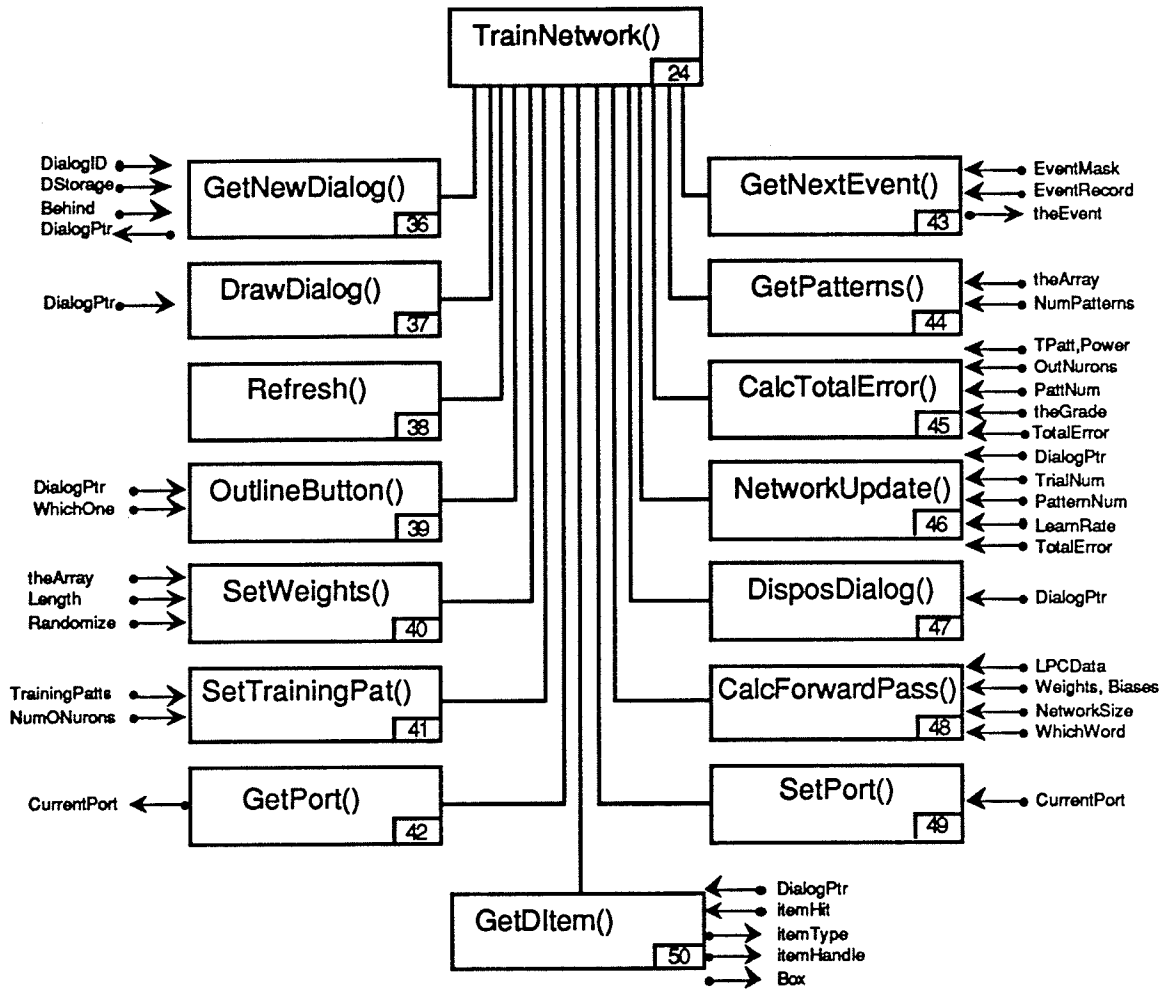 TrainNetwork()
24
DialogID
DStorage
Behind
DialogPtr
GetNewDialog()
36
DialogPtr
DrawDialog()
37
Refresh()
38
DialogPtr
WhichOne
OutlineButton()
39
theArray
Length
Randomize
SetWeights()
40
TrainingPatts
NumONurons
SetTrainingPat()
41
CurrentPort
GetPort()
42
GetNextEvent()
43
EventMask
EventRecord
theEvent
GetPatterns()
44
theArray
NumPatterns
CalcTotalError()
45
TPatt,Power
OutNurons
PattNum
theGrade
TotalError
NetworkUpdate()
46
DialogPtr
TrialNum
PatternNum
LearnRate
TotalError
DisposDialog()
47
DialogPtr
CalcForwardPass()
48
LPCData
Weights, Biases
NetworkSize
WhichWord
SetPort()
49
CurrentPort
GetDItem()
50
DialogPtr
itemHit
itemType
itemHandle
Box